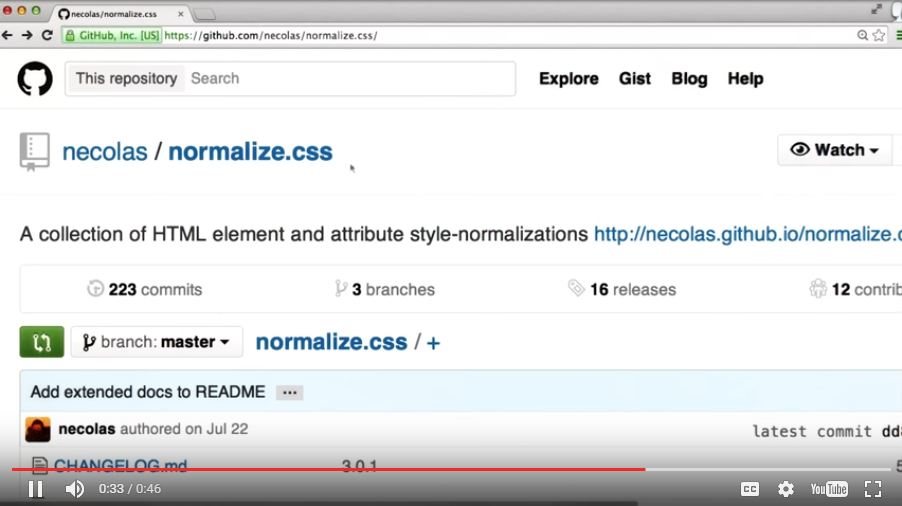 necolas/normalize.css
GitHub, Inc. [US] https://github.com/necolas/normalize.css/
This repository Search Explore Gist Blog Help
necolas / normalize.css Watch
A collection of HTML element and attribute style-normalizations http://necolas.github.io/normalize.c
223 commits 3 branches 16 releases 12 contrib
branch: master normalize.css / +
Add extended docs to README ...
necolas authored on Jul 22 latest commit dd
CHANGELOG.md 3.0.1
0:33 / 0:46 CC YouTube